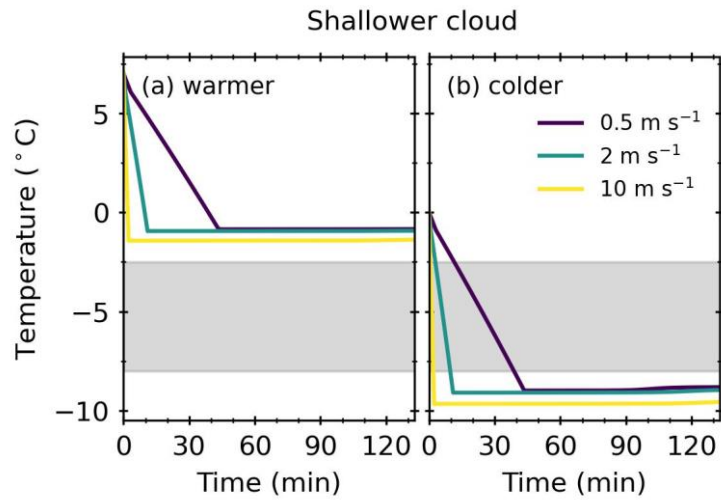 Shallower cloud
(a) warmer
(b) colder
0.5 m s⁻¹
2 m s⁻¹
10 m s⁻¹
Temperature (°C)
5
0
−5
−10
0 30 60 90 120
0 30 60 90 120
Time (min)
Time (min)